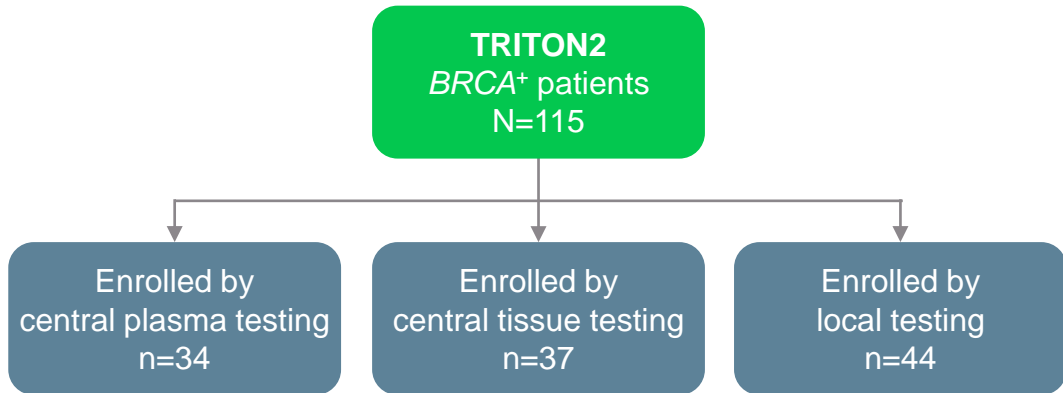 TRITON2
BRCA⁺ patients
N=115
Enrolled by
central plasma testing
n=34
Enrolled by
central tissue testing
n=37
Enrolled by
local testing
n=44